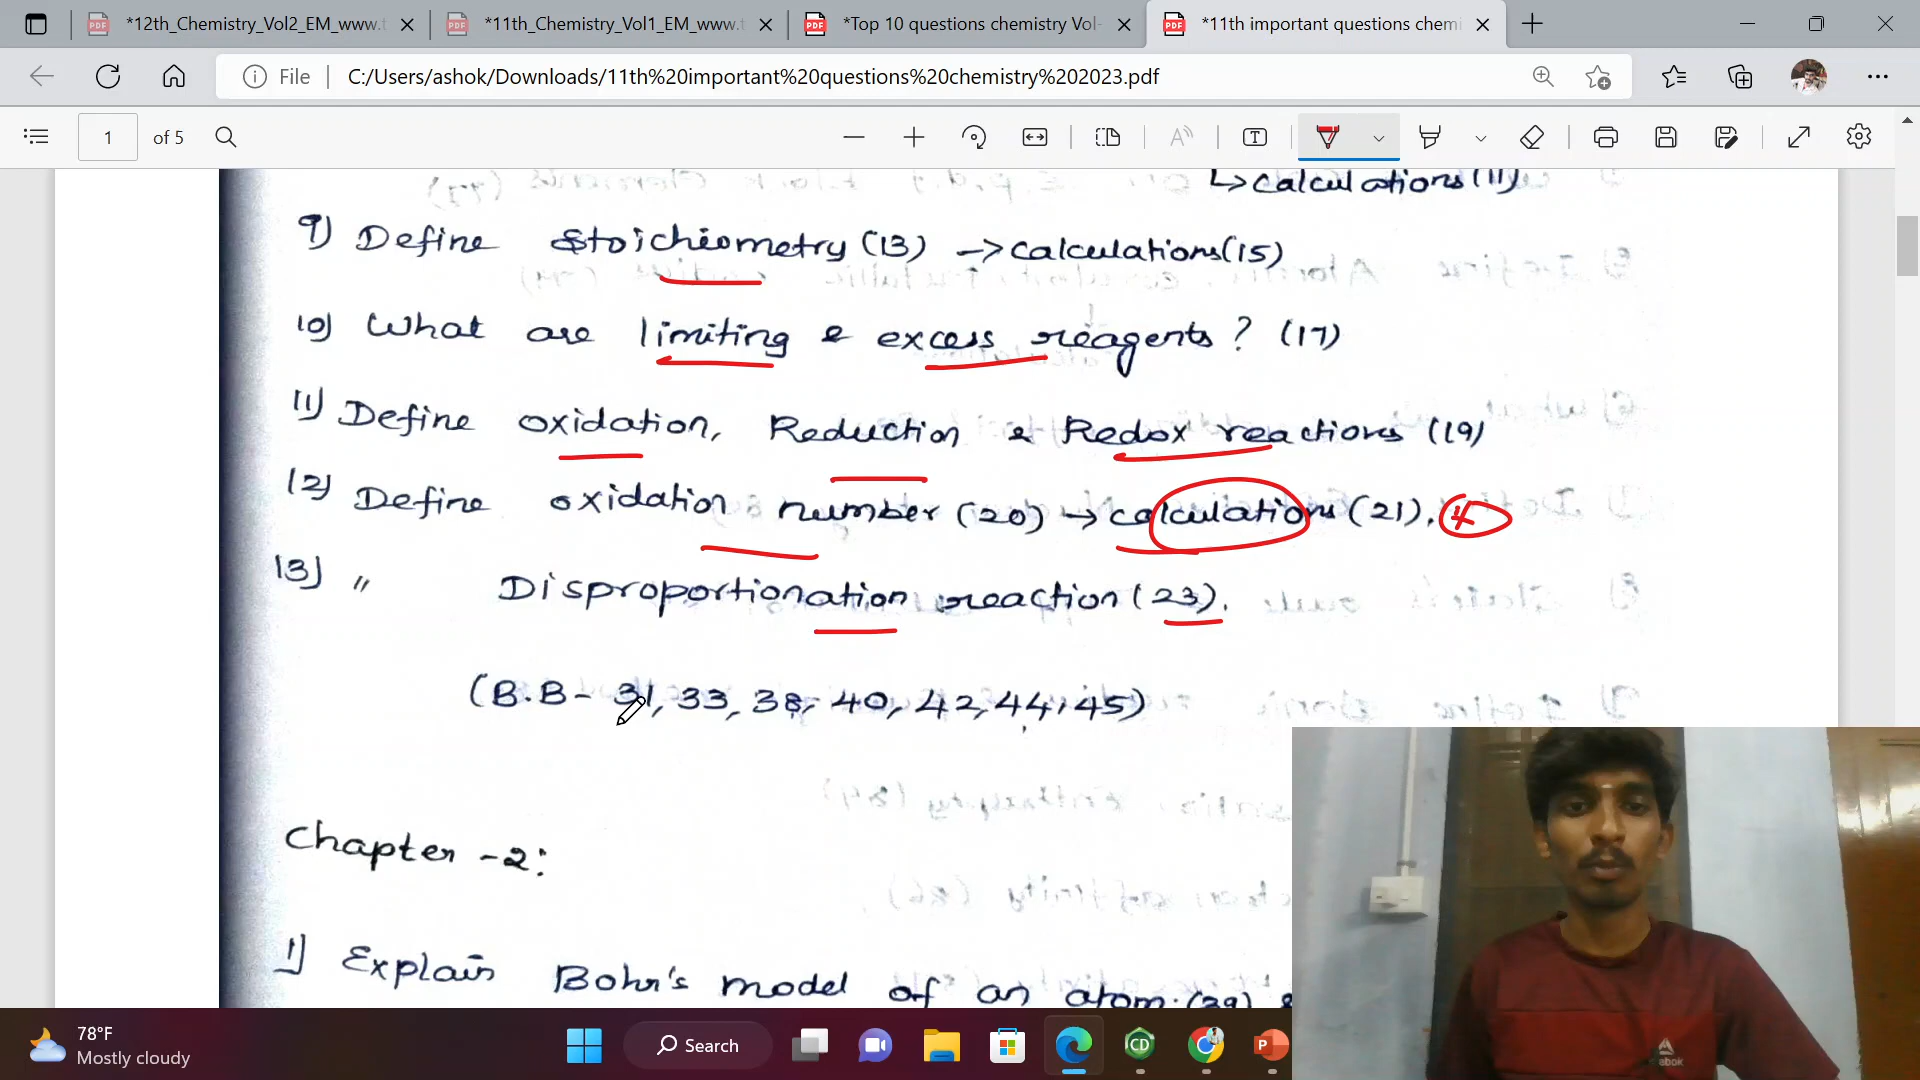 *12th_Chemistry_Vol2_EM_www.t
*11th_Chemistry_Vol1_EM_www.t
*Top 10 questions chemistry Vol-
*11th important questions chemi
File
C:/Users/ashok/Downloads/11th%20important%20questions%20chemistry%202023.pdf
1 of 5
↳ calculations (11)
9) Define Stoichiometry (13) → calculations (15)
10) What are limiting & excess reagents? (17)
11) Define oxidation, Reduction & Redox reactions (19)
12) Define oxidation number (20) → calculations (21).
13) " Disproportionation reaction (23).
(B.B - 31, 33, 38, 40, 42, 44, 45)
Chapter - 2:
1) Explain Bohr's model of an atom. (29)
78°F
Mostly cloudy
Search
CD
P
ebok